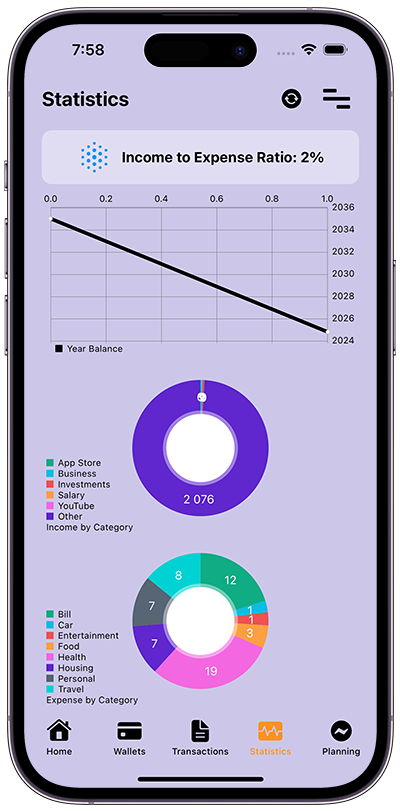 7:58
Statistics
Income to Expense Ratio: 2%
0.0 0.2 0.4 0.6 0.8 1.0
2036
2034
2032
2030
2028
2026
2024
Year Balance
2 076
App Store
Business
Investments
Salary
YouTube
Other
Income by Category
8
12
7
1
1
3
7
19
Bill
Car
Entertainment
Food
Health
Housing
Personal
Travel
Expense by Category
Home Wallets Transactions Statistics Planning